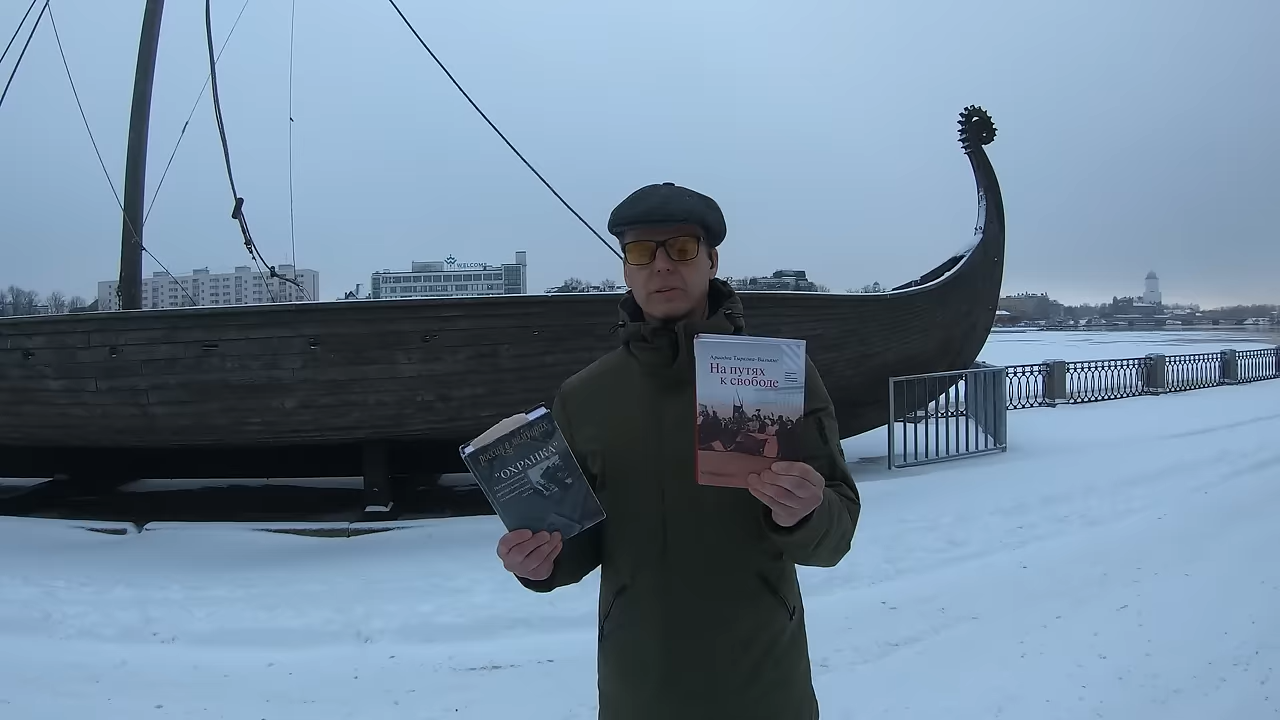 WELCOME
россия в мемуарах
"ОХРАНКА"
Ариадна Тыркова-Вильямс
На путях
к свободе